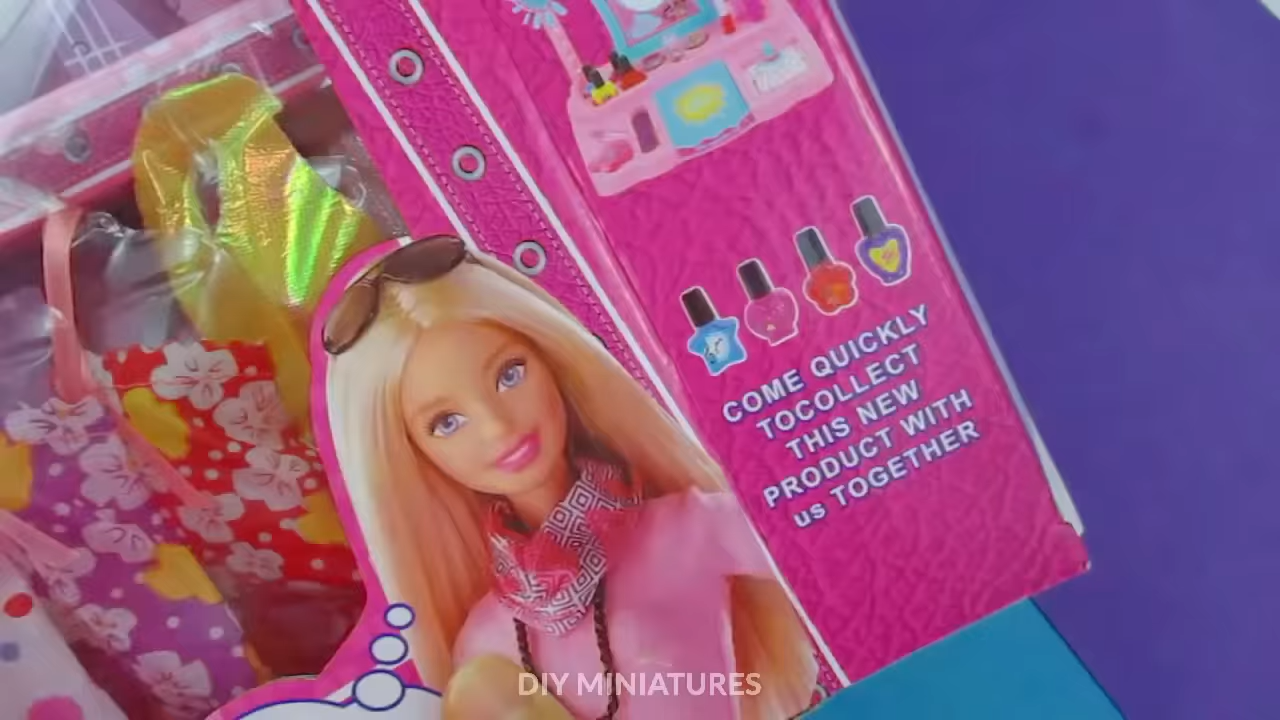 COME QUICKLY
TOCOLLECT
THIS NEW
PRODUCT WITH
us TOGETHER
DIY MINIATURES